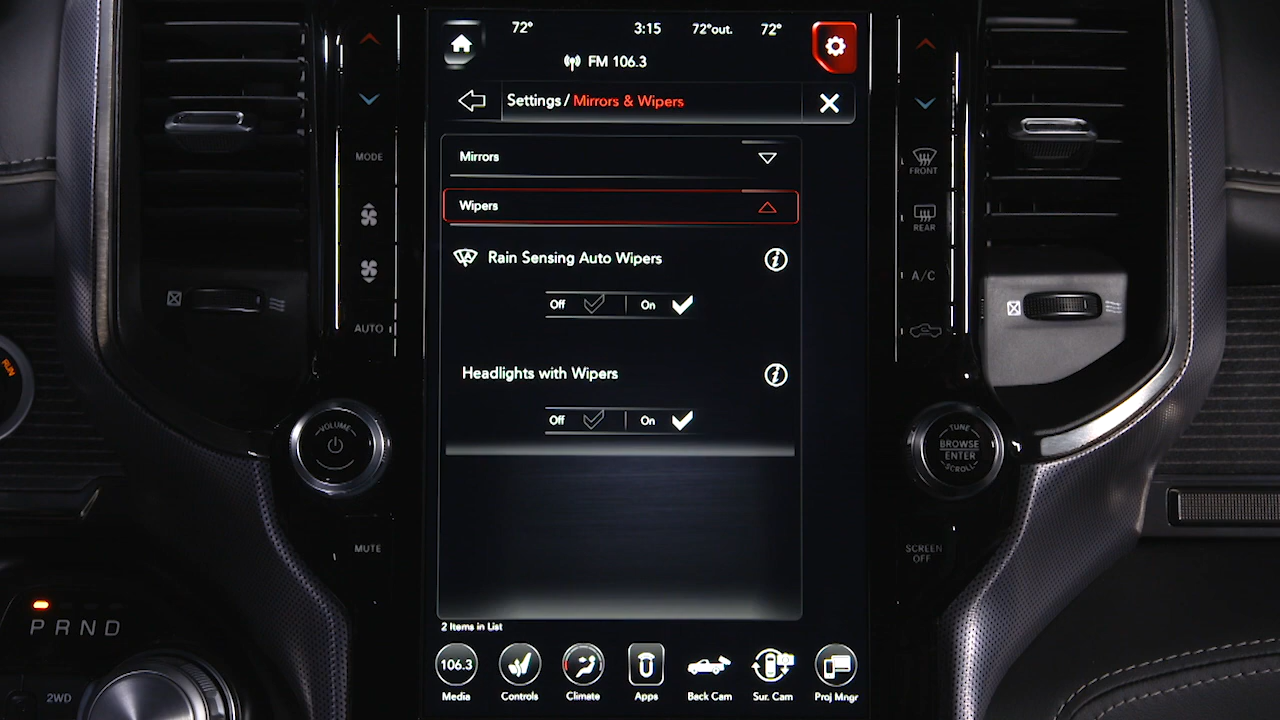 72°
3:15
72°out.
72°
FM 106.3
Settings / Mirrors & Wipers
Mirrors
Wipers
Rain Sensing Auto Wipers
Off
On
Headlights with Wipers
Off
On
2 Items in List
106.3
Media
Controls
Climate
Apps
Back Cam
Sur. Cam
Proj Mngr
MODE
AUTO
VOLUME
MUTE
FRONT
REAR
A/C
TUNE
BROWSE
ENTER
SCROLL
SCREEN
OFF
RUN
P R N D
2WD